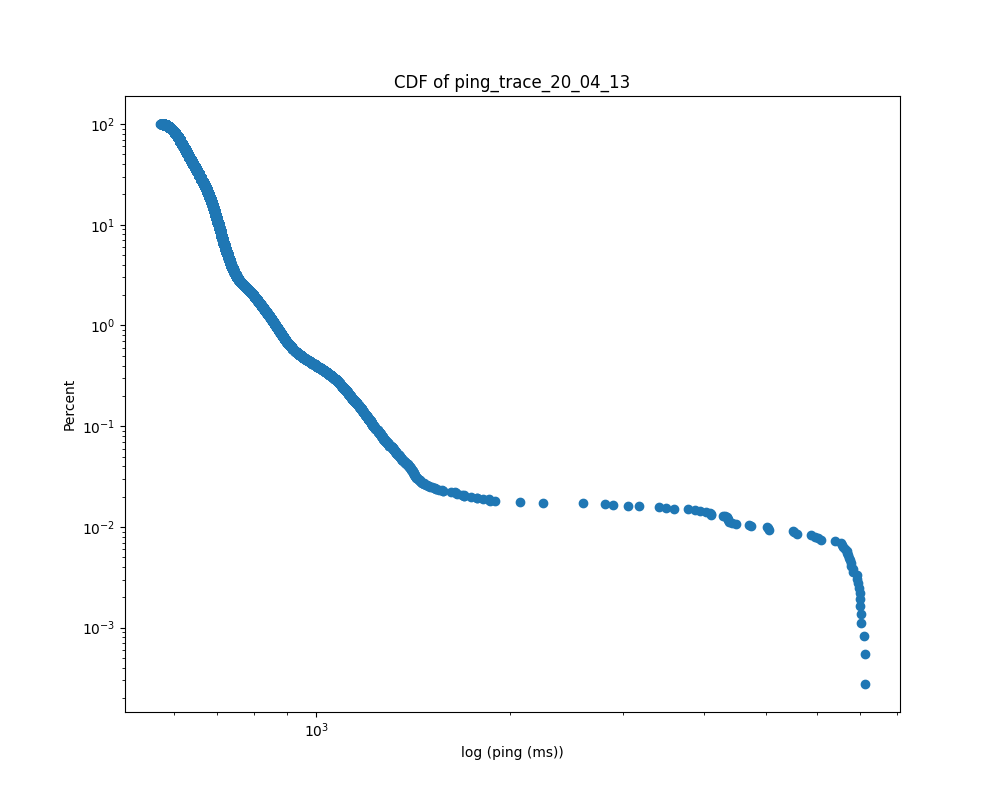 CDF of ping_trace_20_04_13
10²
10¹
10⁰
10⁻¹
10⁻²
10⁻³
Percent
10³
log (ping (ms))